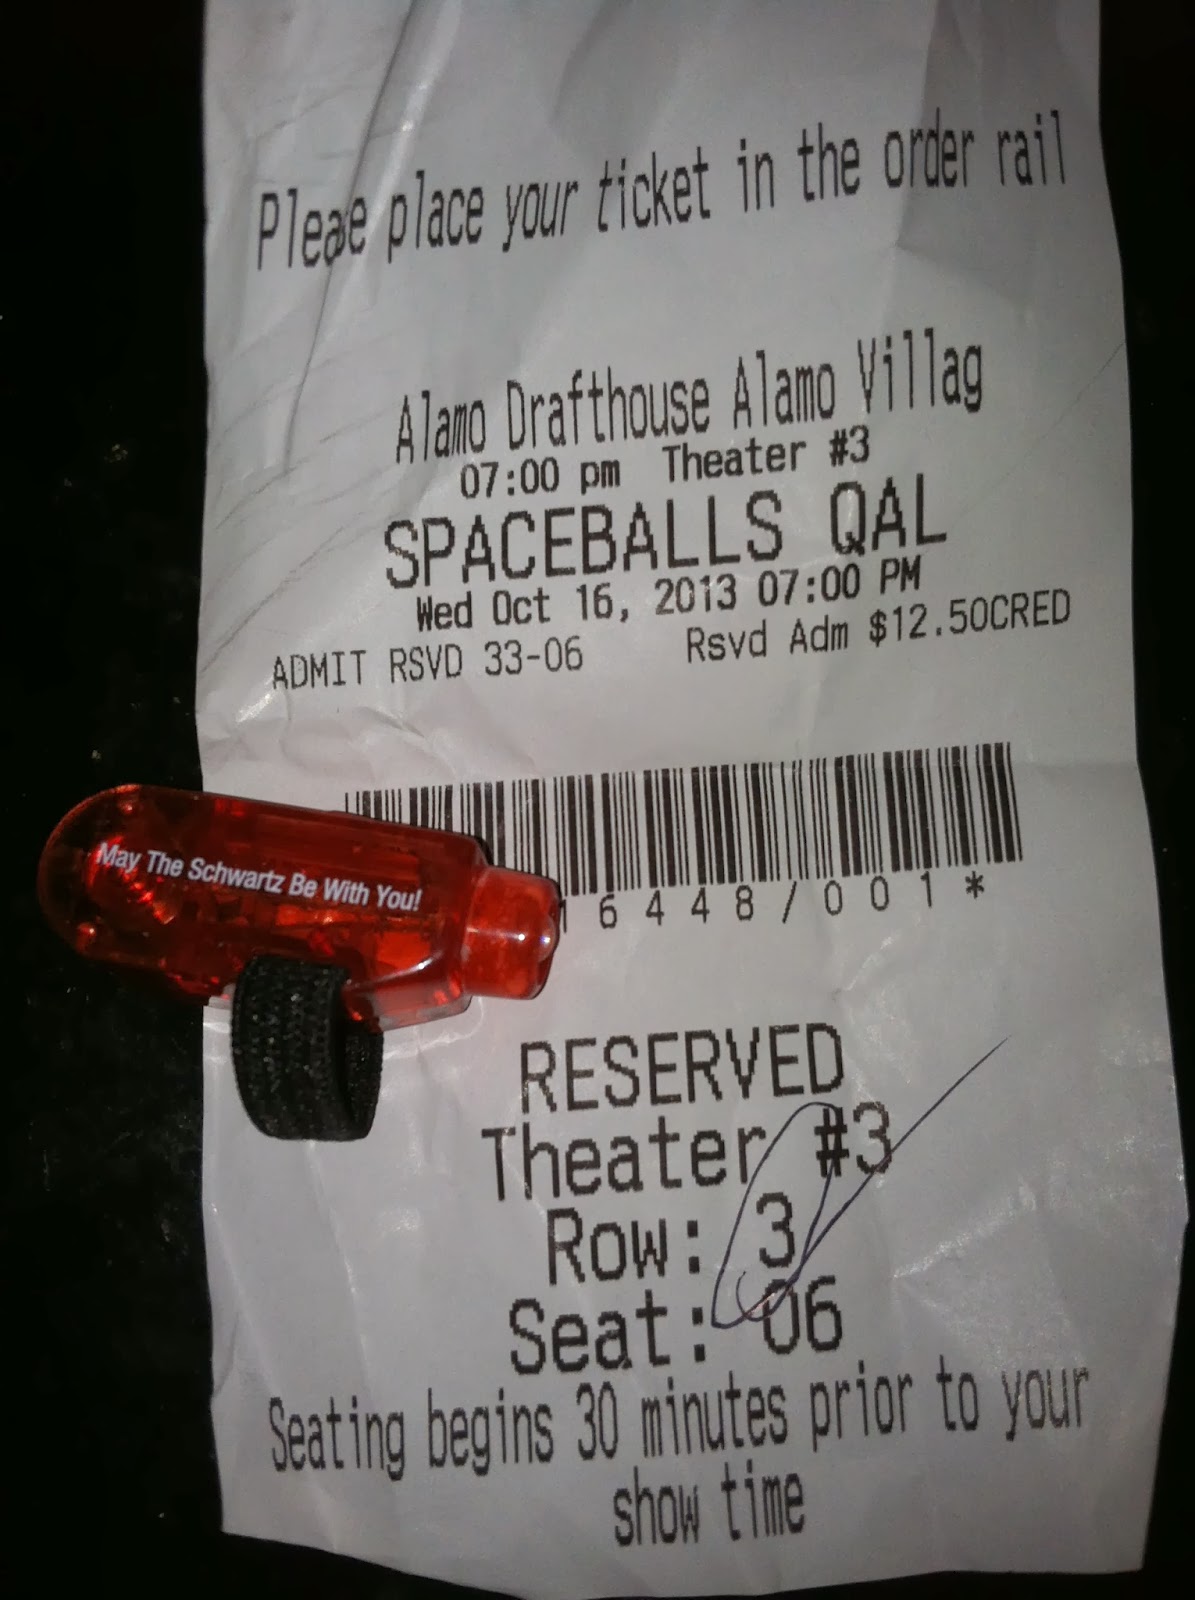 Please place your ticket in the order rail
Alamo Drafthouse Alamo Villag
07:00 pm Theater #3
SPACEBALLS QAL
Wed Oct 16, 2013 07:00 PM
ADMIT RSVD 33-06 Rsvd Adm $12.50CRED
May The Schwartz Be With You!
16448/001*
RESERVED
Theater #3
Row: 3
Seat: 06
Seating begins 30 minutes prior to your
show time